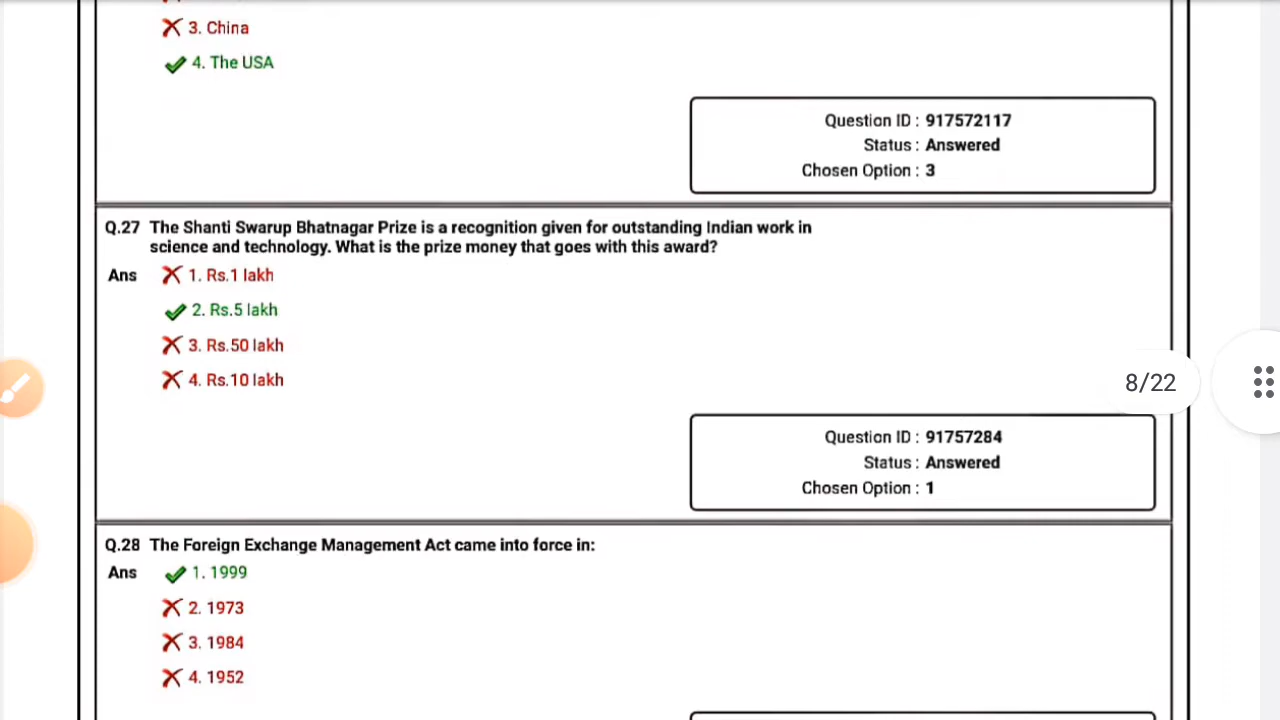 3. China
4. The USA
Question ID : 917572117
Status : Answered
Chosen Option : 3
Q.27 The Shanti Swarup Bhatnagar Prize is a recognition given for outstanding Indian work in
science and technology. What is the prize money that goes with this award?
Ans 1. Rs.1 lakh
2. Rs.5 lakh
3. Rs.50 lakh
4. Rs.10 lakh
8/22
Question ID : 91757284
Status : Answered
Chosen Option : 1
Q.28 The Foreign Exchange Management Act came into force in:
Ans 1. 1999
2. 1973
3. 1984
4. 1952